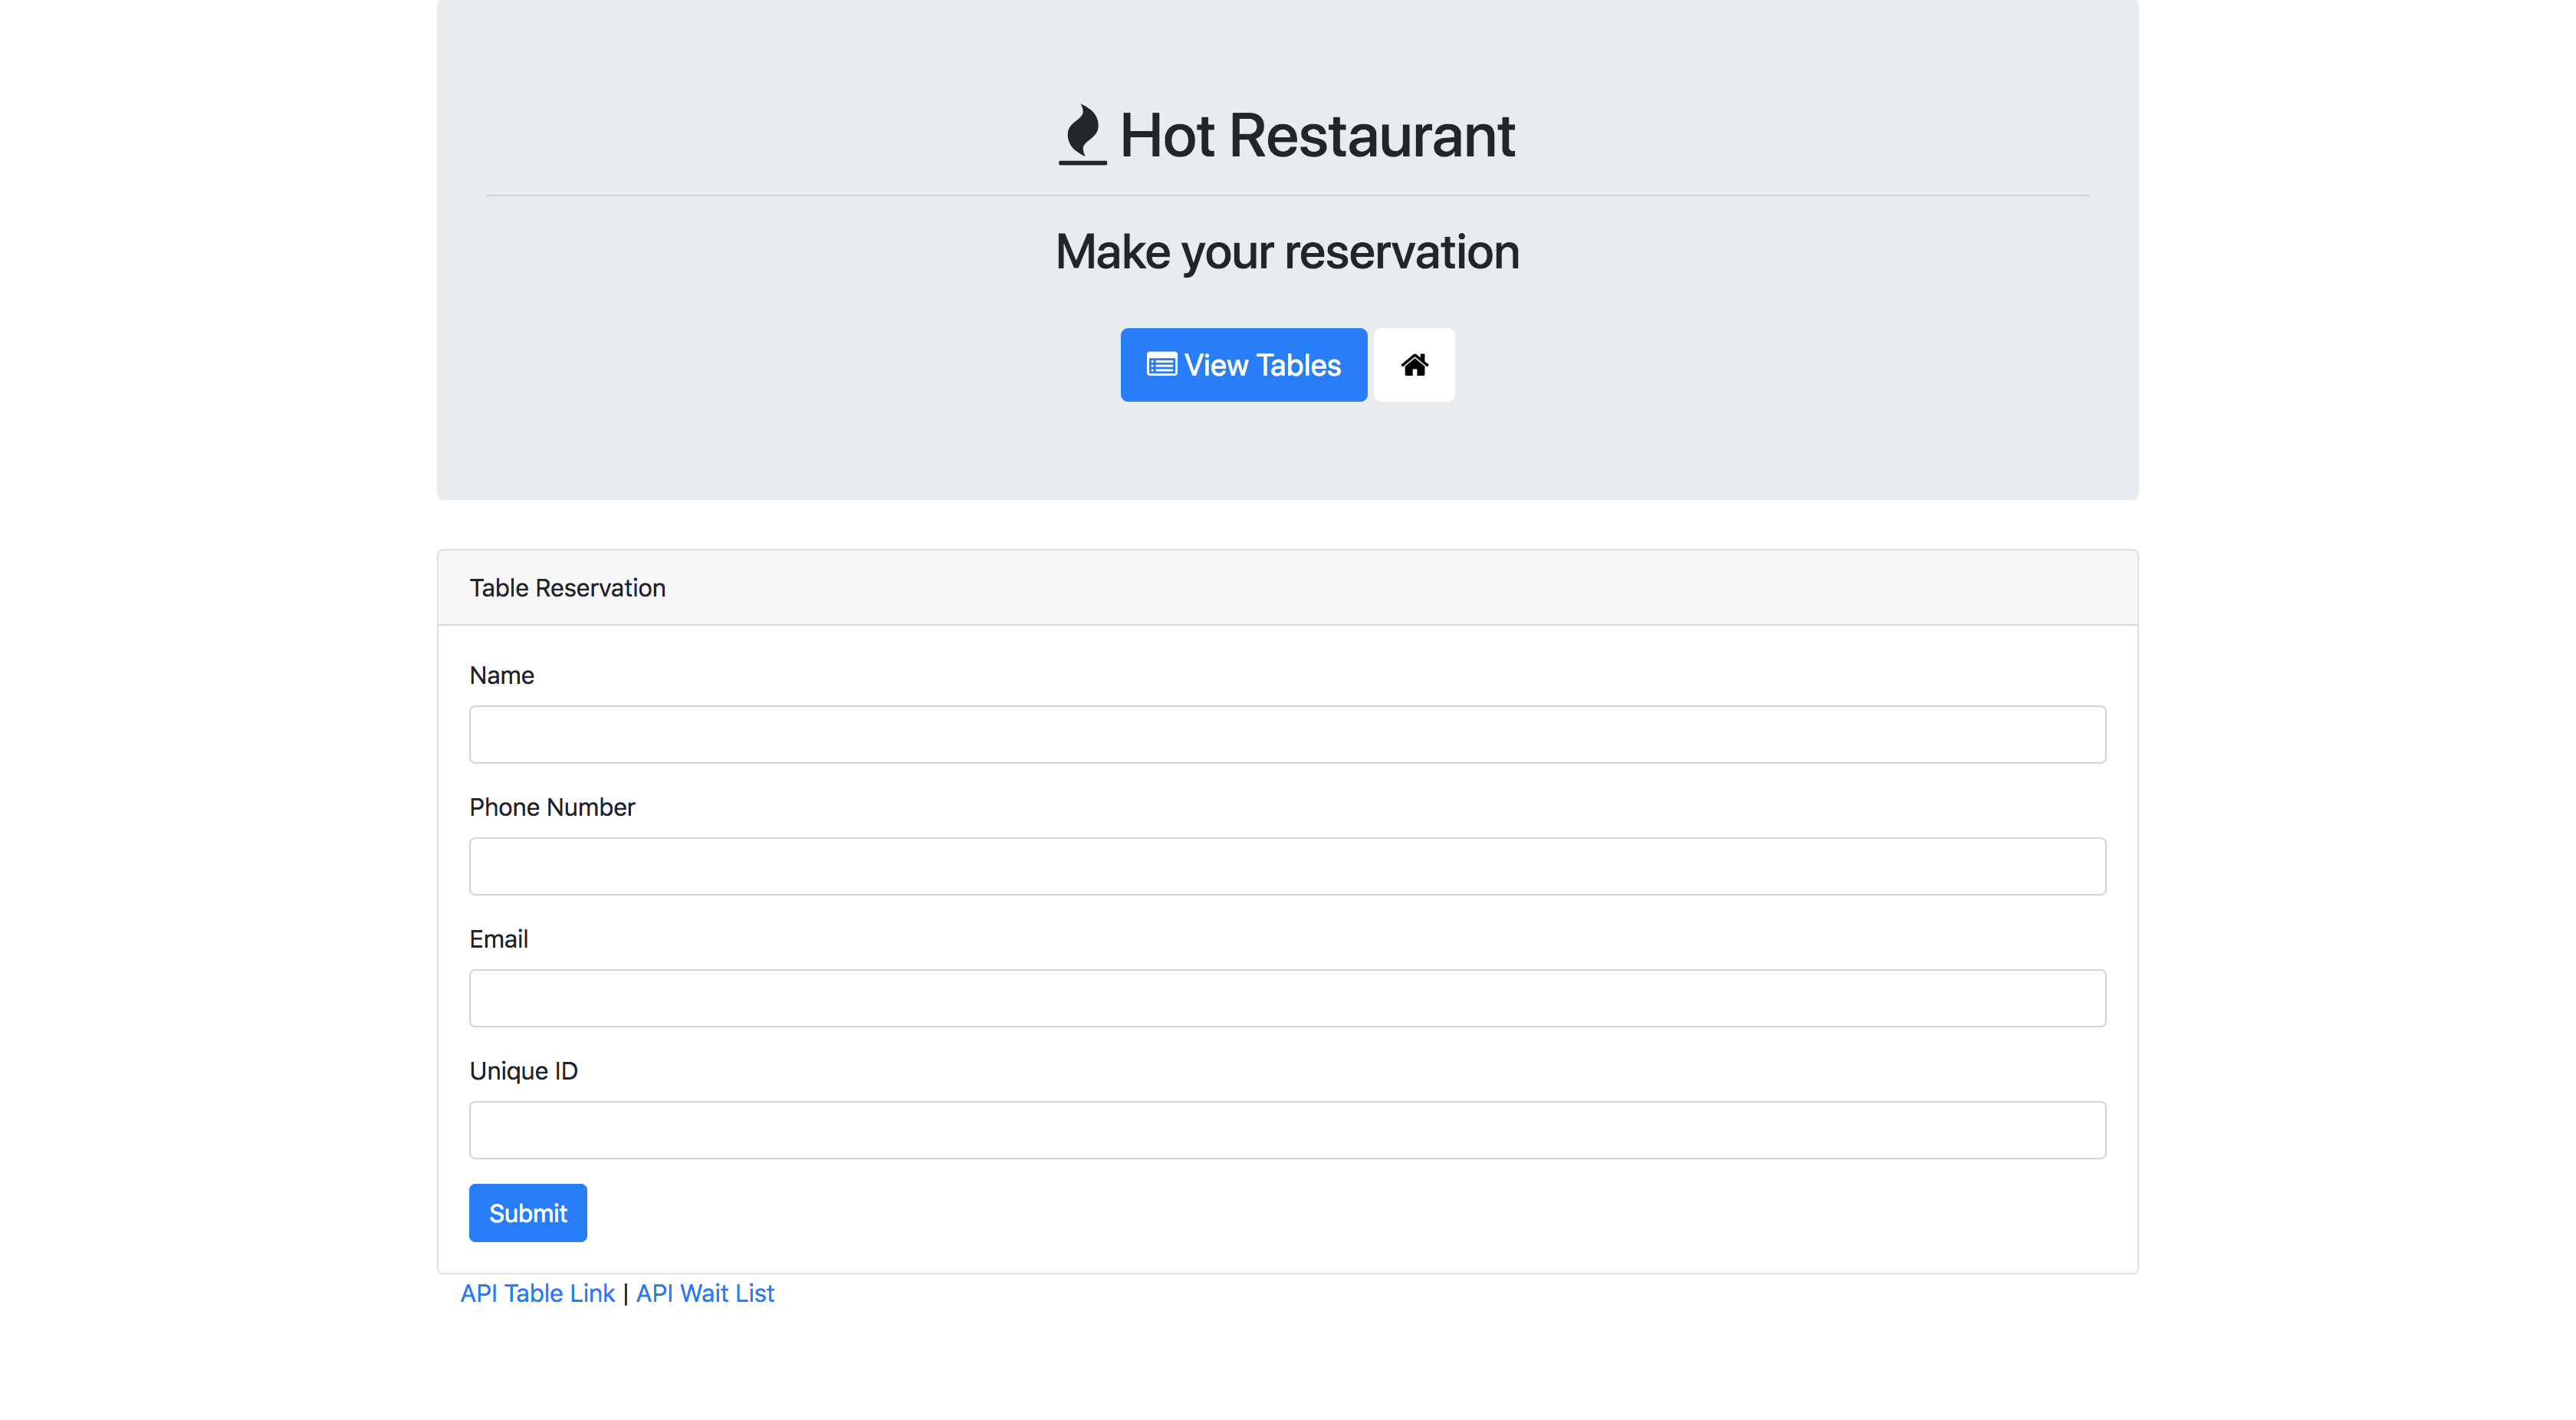 Hot Restaurant
Make your reservation
View Tables
Table Reservation
Name
Phone Number
Email
Unique ID
Submit
API Table Link | API Wait List